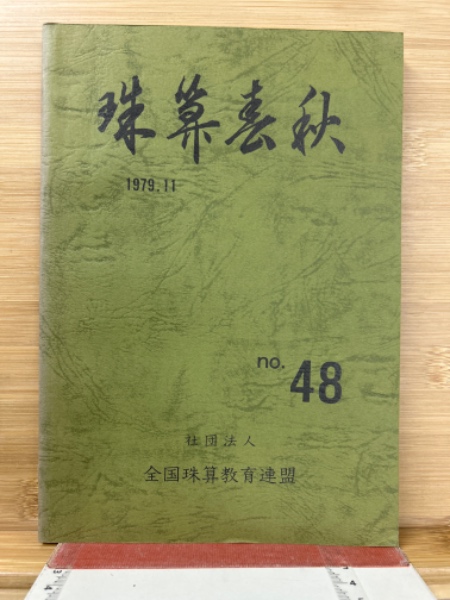 珠算春秋
1979.11
no. 48
社団法人
全国珠算教育連盟